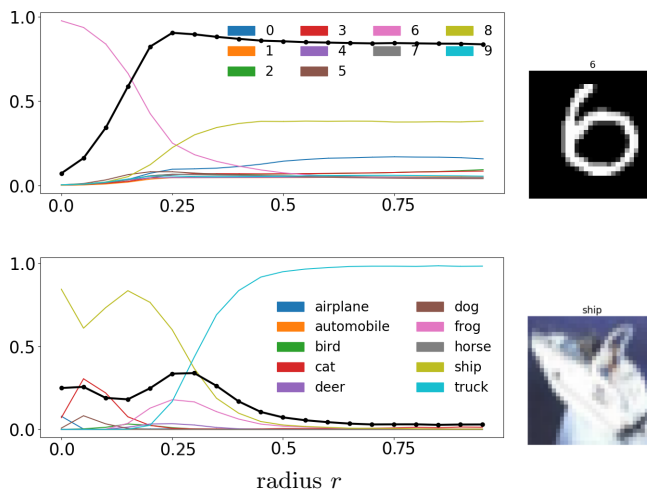 1.0
0.5
0.0
0 3 6 8
1 4 7 9
2 5
0.0 0.25 0.5 0.75
6
1.0
0.5
0.0
airplane dog
automobile frog
bird horse
cat ship
deer truck
0.0 0.25 0.5 0.75
ship
radius r